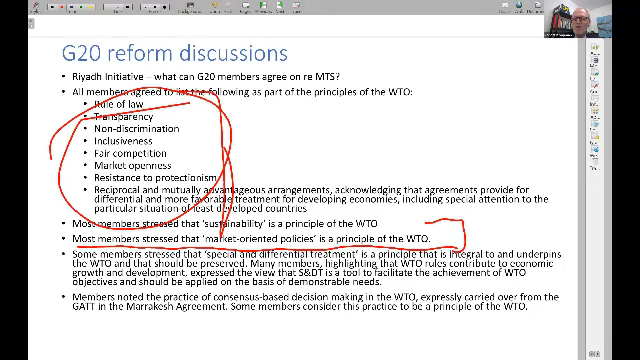 G20 reform discussions
• Riyadh Initiative – what can G20 members agree on re MTS?
• All members agreed to list the following as part of the principles of the WTO:
• Rule of law
• Transparency
• Non-discrimination
• Inclusiveness
• Fair competition
• Market openness
• Resistance to protectionism
• Reciprocal and mutually advantageous arrangements, acknowledging that agreements provide for
differential and more favorable treatment for developing economies, including special attention to
the particular situation of least developed countries
• Most members stressed that 'sustainability' is a principle of the WTO
• Most members stressed that 'market-oriented policies' is a principle of the WTO.
• Some members stressed that 'special and differential treatment' is a principle that is integral to and underpins
the WTO and that should be preserved. Many members, highlighting that WTO rules contribute to economic
growth and development, expressed the view that S&DT is a tool to facilitate the achievement of WTO
objectives and should be applied on the basis of demonstrable needs.
• Members noted the practice of consensus-based decision making in the WTO, expressly carried over from the
GATT in the Marrakesh Agreement. Some members consider this practice to be a principle of the WTO.